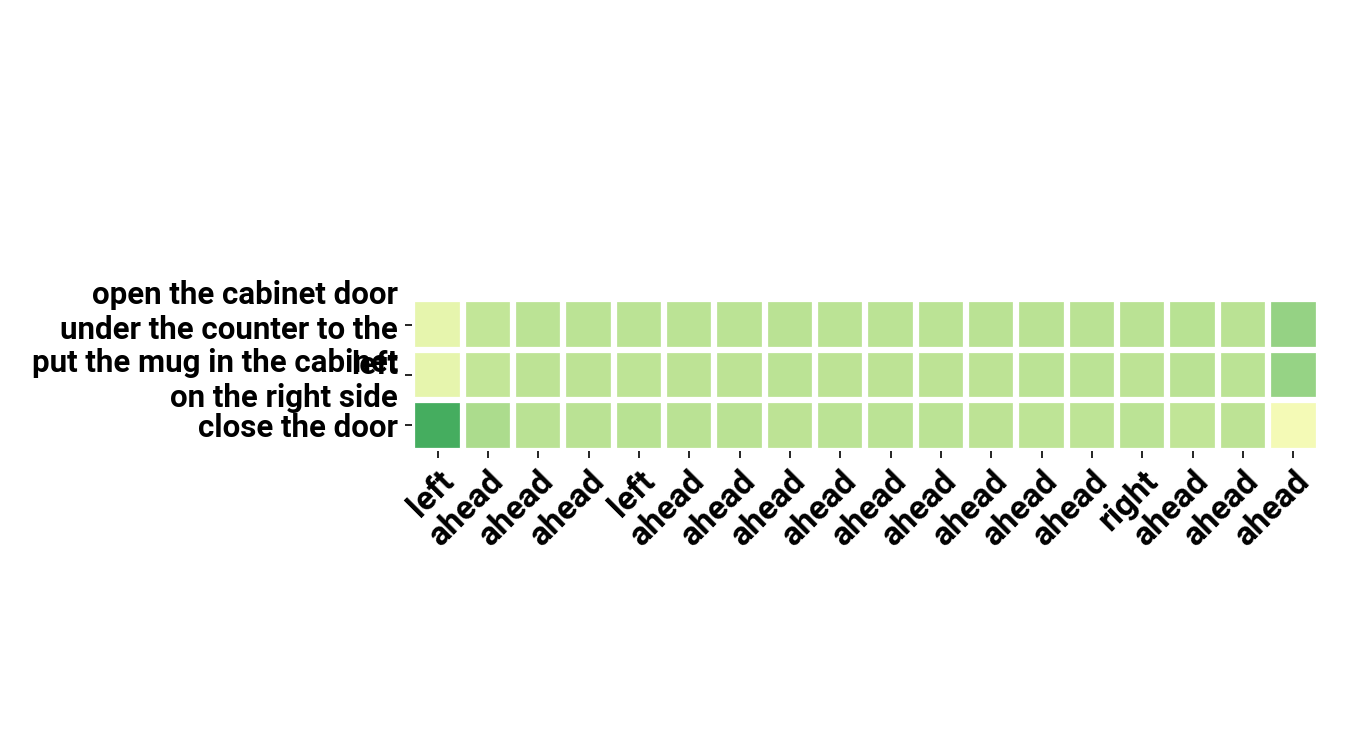 open the cabinet door
under the counter to the
left
put the mug in the cabinet
on the right side
close the door
left
ahead
ahead
ahead
left
ahead
ahead
ahead
ahead
ahead
ahead
ahead
ahead
ahead
right
ahead
ahead
ahead